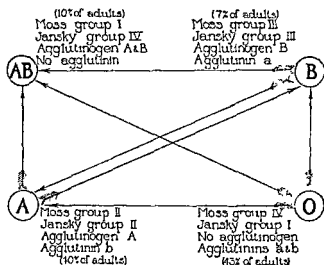 (10% of adults)
Moss group I
Jansky group IV
Agglutinogen A&B
No agglutinin
(7% of adults)
Moss group III
Jansky group III
Agglutinogen B
Agglutinin a
AB
B
A
O
Moss group II
Jansky group II
Agglutinogen A
Agglutinin b
(40% of adults)
Moss group IV
Jansky group I
No agglutinogen
Agglutinins a&b
(43% of adults)